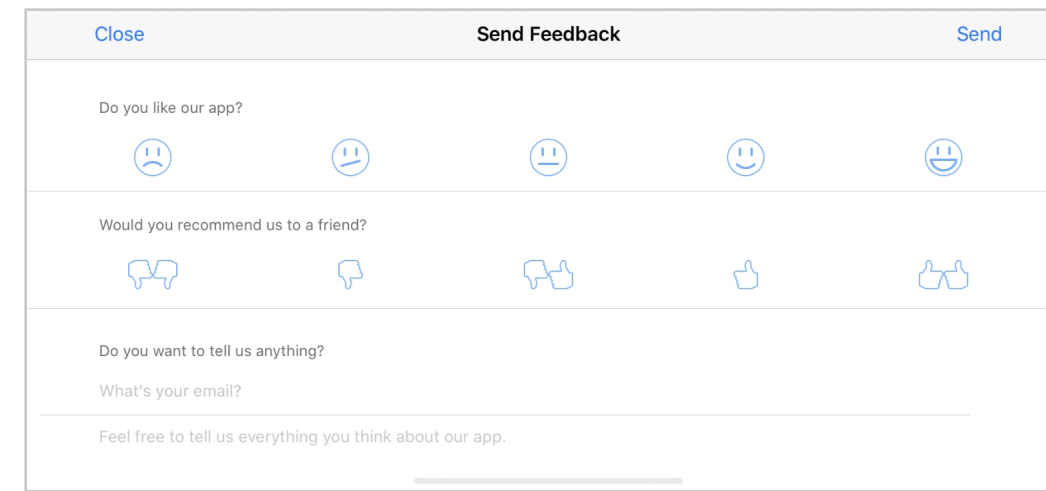 Close Send Feedback Send
Do you like our app?
Would you recommend us to a friend?
Do you want to tell us anything?
What's your email?
Feel free to tell us everything you think about our app.